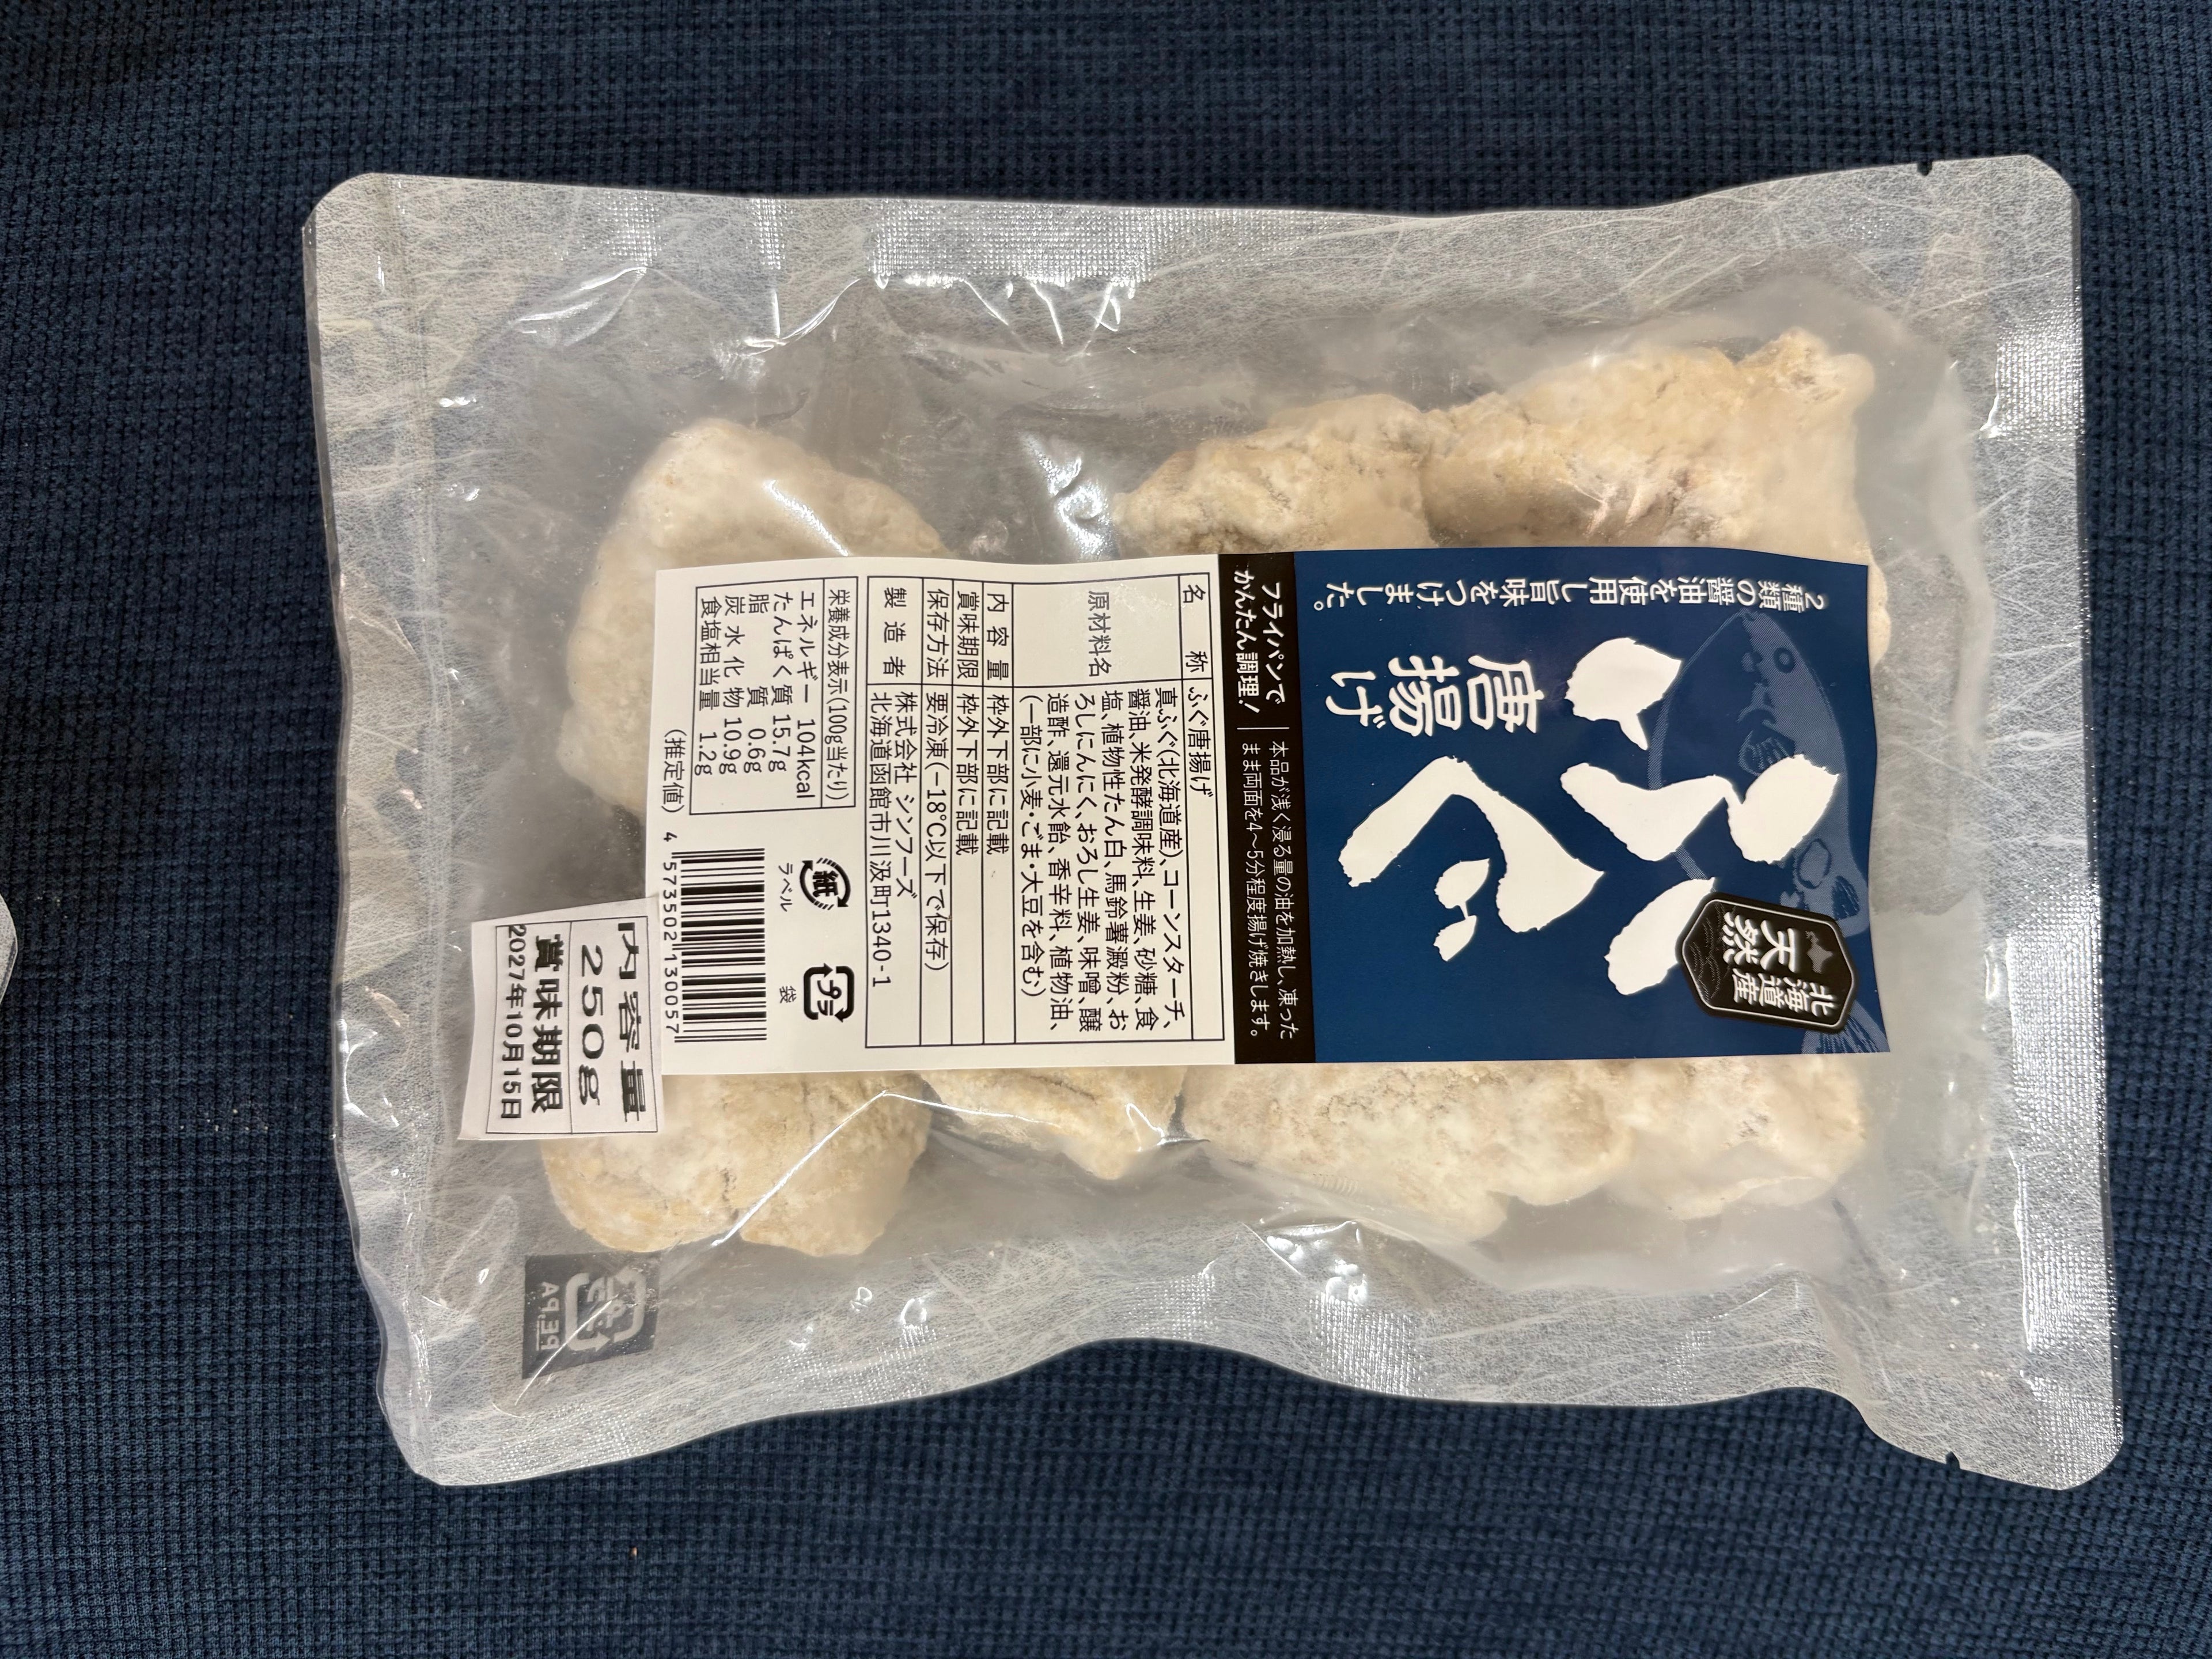 北海道産
天然
ふぐ
唐揚げ
2種類の醤油を使用し旨味をつけました。
フライパンで
かんたん調理!
本品が浅く浸る量の油を加熱し、凍った
まま両面を4〜5分程度揚げ焼きします。
名称 ふぐ唐揚げ
原材料名 真ふぐ(北海道産)、コーンスターチ、
醤油、米発酵調味料、生姜、砂糖、食
塩、植物性たん白、馬鈴薯澱粉、お
ろしにんにく、おろし生姜、味噌、醸
造酢、還元水飴、香辛料、植物油、
(一部に小麦・ごま・大豆を含む)
内容量 枠外下部に記載
賞味期限 枠外下部に記載
保存方法 要冷凍(-18℃以下で保存)
製造者 株式会社 シンフーズ
北海道函館市川汲町1340-1
栄養成分表示(100g当たり)
エネルギー 104kcal
たんぱく質 15.7g
脂質 0.6g
炭水化物 10.9g
食塩相当量 1.2g
(推定値)
紙
ラベル
プラ
袋
4 573502 130057
内容量
250g
賞味期限
2027年10月15日
プラ
PA,PE